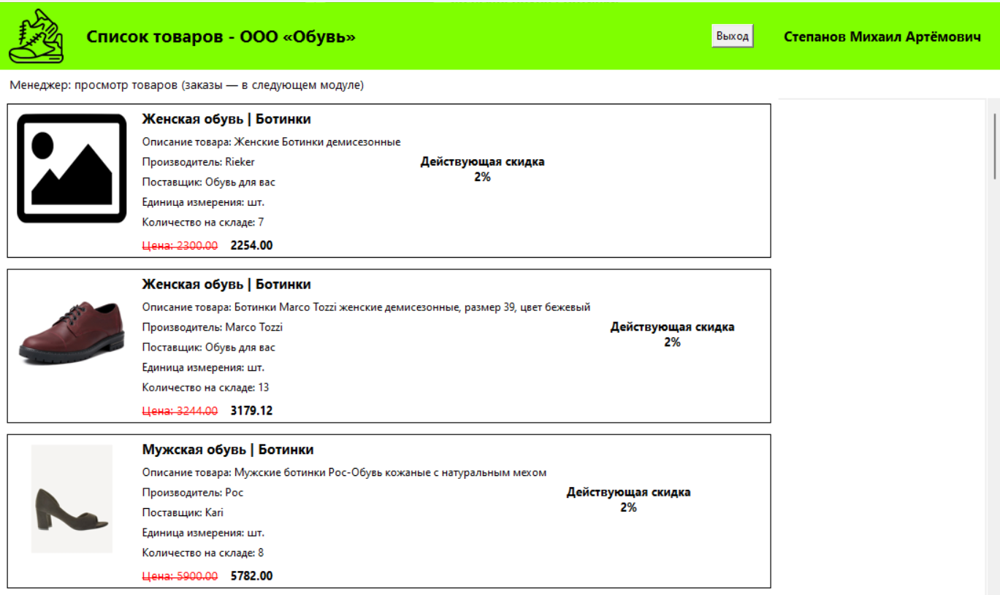 Список товаров - ООО «Обувь»
Выход
Степанов Михаил Артёмович
Менеджер: просмотр товаров (заказы — в следующем модуле)
Женская обувь | Ботинки
Описание товара: Женские Ботинки демисезонные
Производитель: Rieker
Поставщик: Обувь для вас
Единица измерения: шт.
Количество на складе: 7
Цена: 2300.00 2254.00
Действующая скидка
2%
Женская обувь | Ботинки
Описание товара: Ботинки Marco Tozzi женские демисезонные, размер 39, цвет бежевый
Производитель: Marco Tozzi
Поставщик: Обувь для вас
Единица измерения: шт.
Количество на складе: 13
Цена: 3244.00 3179.12
Действующая скидка
2%
Мужская обувь | Ботинки
Описание товара: Мужские ботинки Рос-Обувь кожаные с натуральным мехом
Производитель: Рос
Поставщик: Kari
Единица измерения: шт.
Количество на складе: 8
Цена: 5900.00 5782.00
Действующая скидка
2%